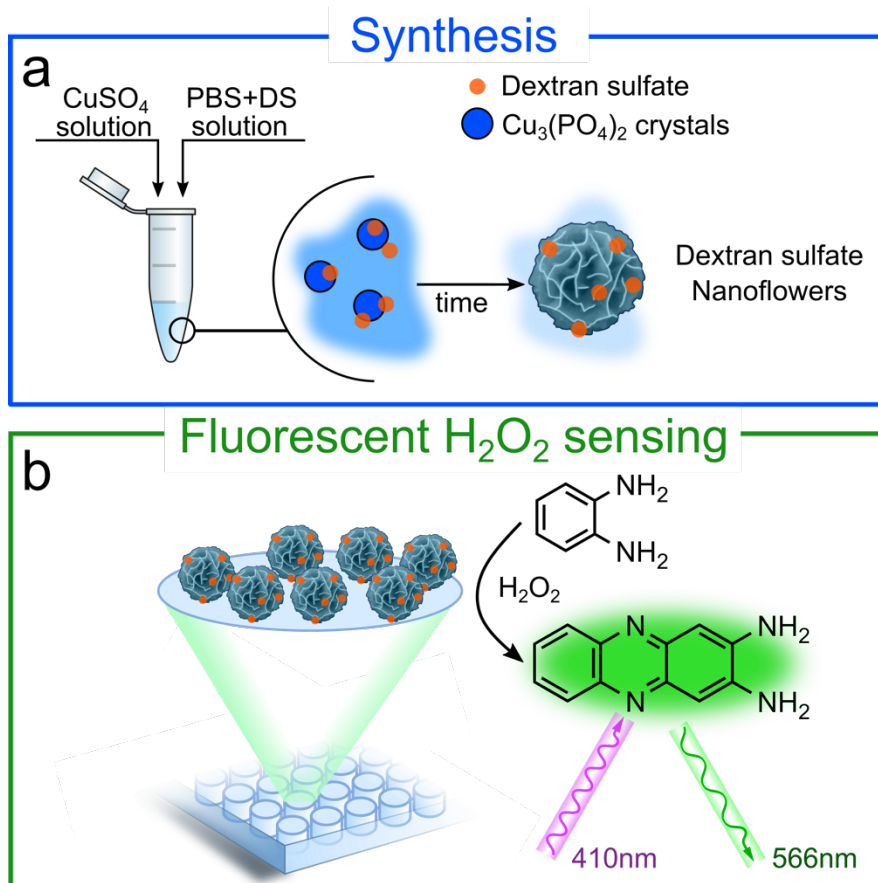 Synthesis
a
CuSO₄
solution
PBS+DS
solution
Dextran sulfate
Cu₃(PO₄)₂ crystals
time
Dextran sulfate
Nanoflowers
Fluorescent H₂O₂ sensing
b
NH₂
NH₂
H₂O₂
N
NH₂
N
NH₂
410nm
566nm